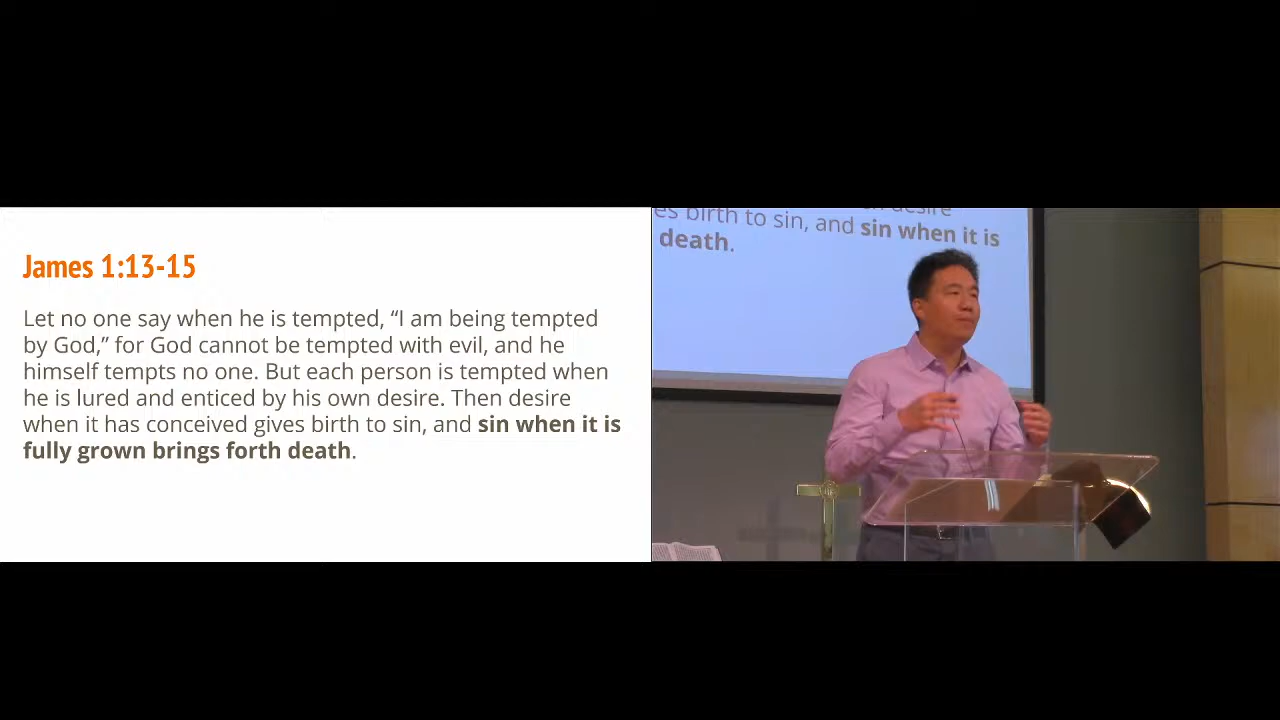 James 1:13-15
Let no one say when he is tempted, “I am being tempted
by God,” for God cannot be tempted with evil, and he
himself tempts no one. But each person is tempted when
he is lured and enticed by his own desire. Then desire
when it has conceived gives birth to sin, and sin when it is
fully grown brings forth death.
desire
es birth to sin, and sin when it is
death.